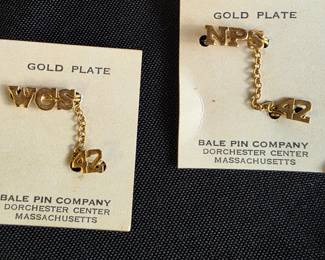 GOLD PLATE
WGS
42
BALE PIN COMPANY
DORCHESTER CENTER
MASSACHUSETTS
GOLD PLATE
NPS
42
BALE PIN COMPANY
DORCHESTER CENTER
MASSACHUSETTS